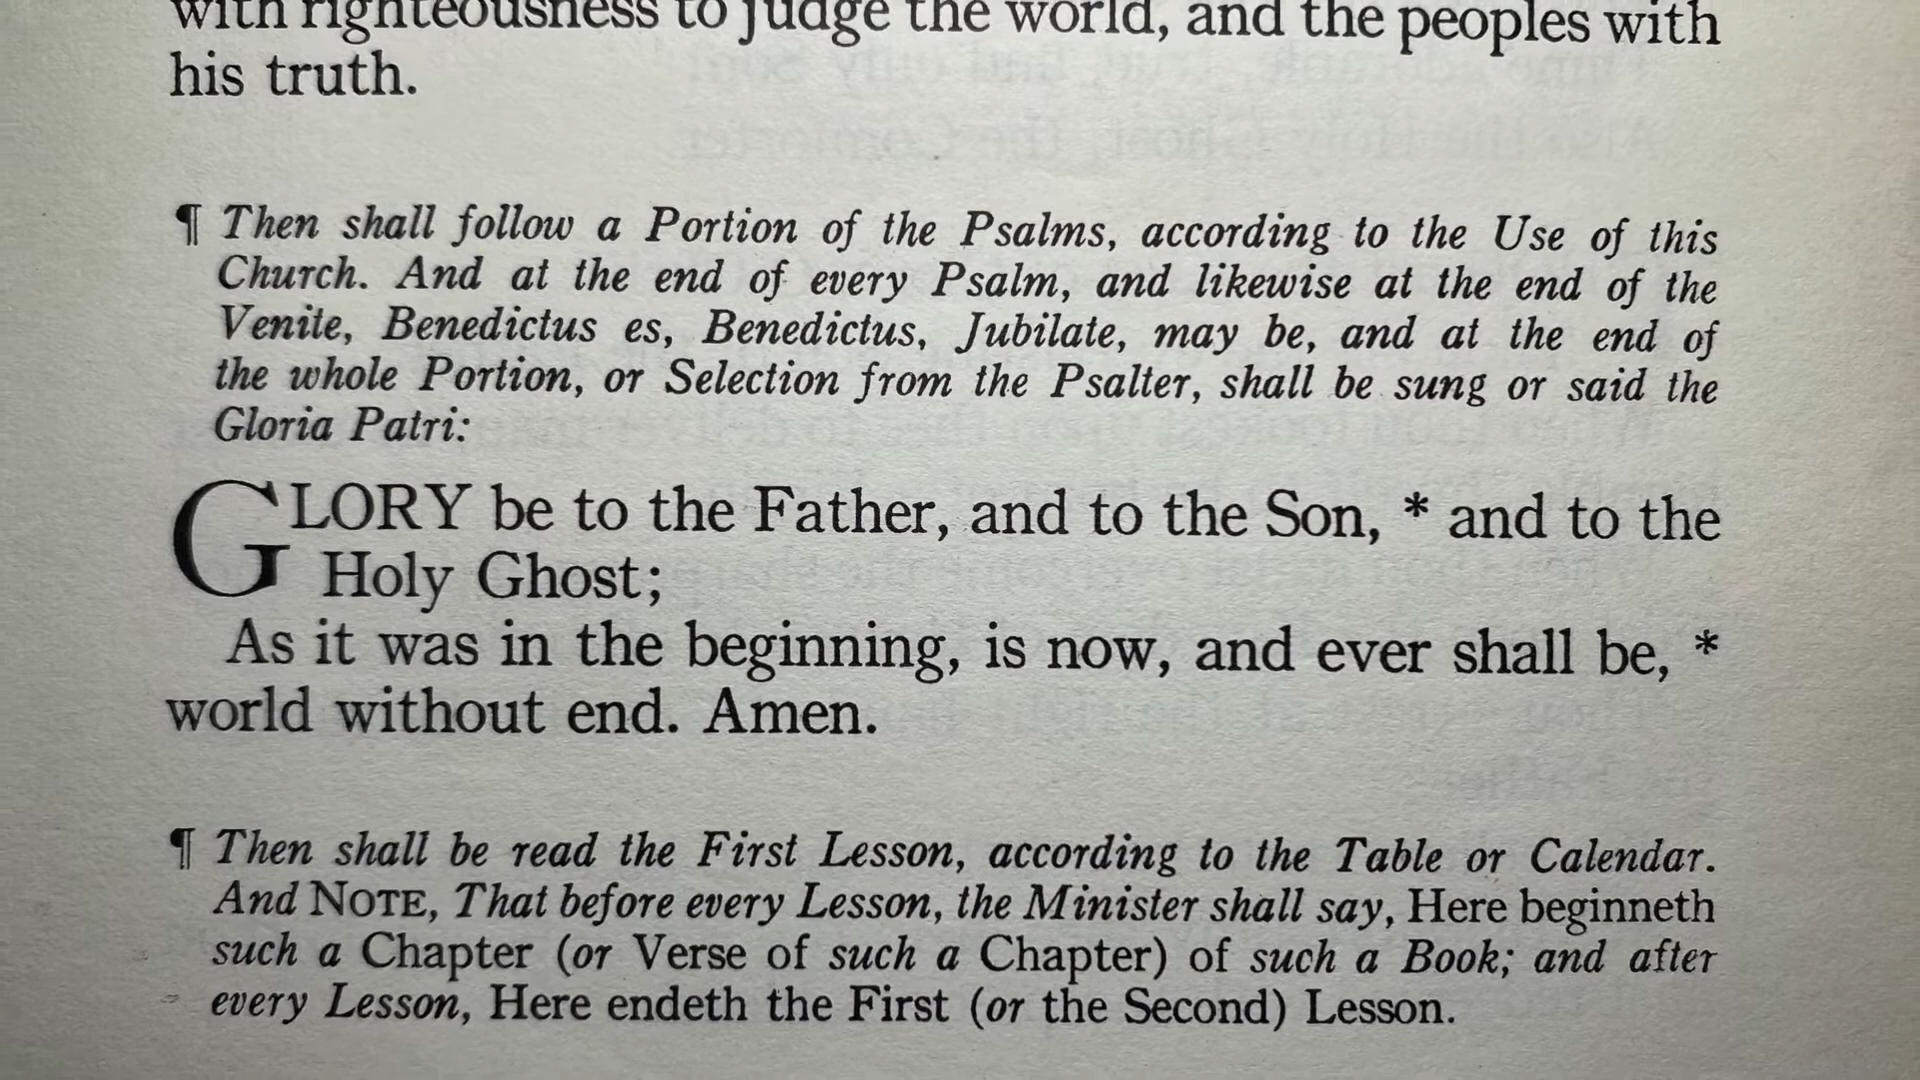 with righteousness to judge the world, and the peoples with
his truth.
¶ Then shall follow a Portion of the Psalms, according to the Use of this
Church. And at the end of every Psalm, and likewise at the end of the
Venite, Benedictus es, Benedictus, Jubilate, may be, and at the end of
the whole Portion, or Selection from the Psalter, shall be sung or said the
Gloria Patri:
GLORY be to the Father, and to the Son, * and to the
Holy Ghost;
As it was in the beginning, is now, and ever shall be, *
world without end. Amen.
¶ Then shall be read the First Lesson, according to the Table or Calendar.
And NOTE, That before every Lesson, the Minister shall say, Here beginneth
such a Chapter (or Verse of such a Chapter) of such a Book; and after
every Lesson, Here endeth the First (or the Second) Lesson.